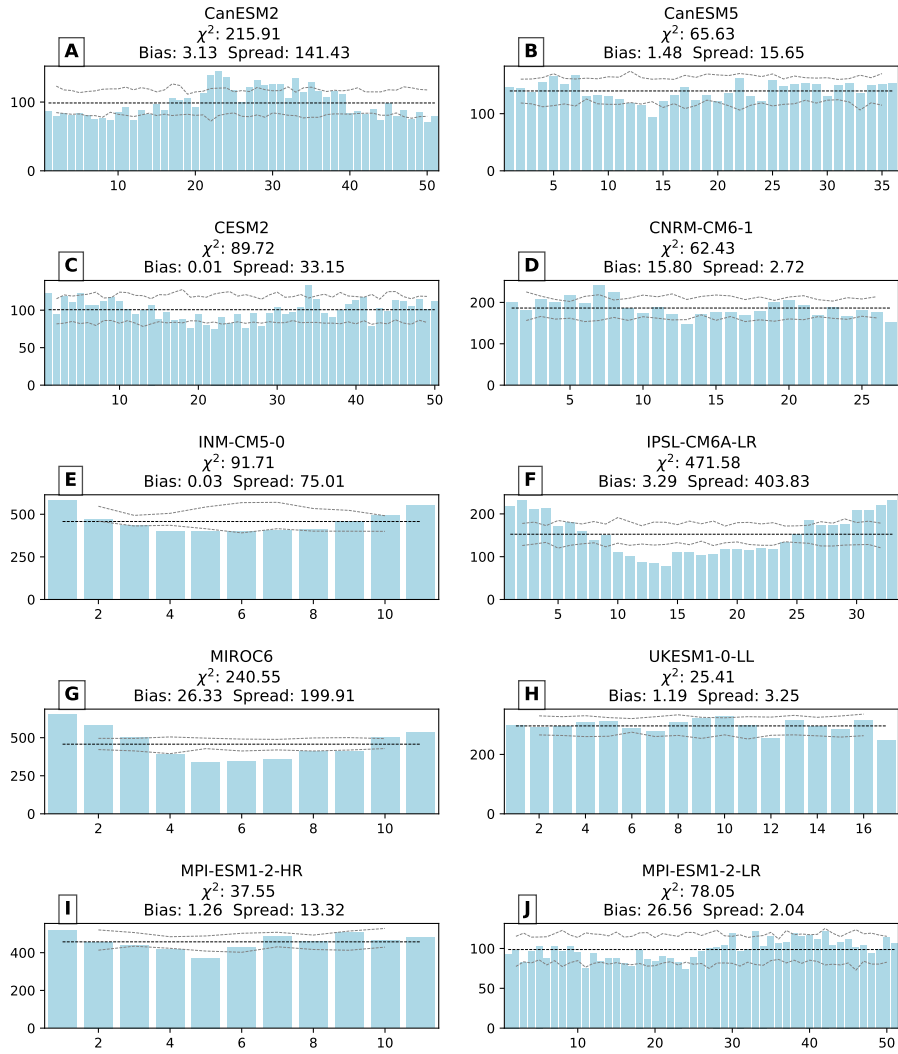 CanESM2
χ²: 215.91
A
Bias: 3.13 Spread: 141.43
100
0
10 20 30 40 50
CanESM5
χ²: 65.63
B
Bias: 1.48 Spread: 15.65
100
0
5 10 15 20 25 30 35
CESM2
χ²: 89.72
C
Bias: 0.01 Spread: 33.15
100
50
0
10 20 30 40 50
CNRM-CM6-1
χ²: 62.43
D
Bias: 15.80 Spread: 2.72
200
100
0
5 10 15 20 25
INM-CM5-0
χ²: 91.71
E
Bias: 0.03 Spread: 75.01
500
250
0
2 4 6 8 10
IPSL-CM6A-LR
χ²: 471.58
F
Bias: 3.29 Spread: 403.83
200
100
0
5 10 15 20 25 30
MIROC6
χ²: 240.55
G
Bias: 26.33 Spread: 199.91
500
250
0
2 4 6 8 10
UKESM1-0-LL
χ²: 25.41
H
Bias: 1.19 Spread: 3.25
200
0
2 4 6 8 10 12 14 16
MPI-ESM1-2-HR
χ²: 37.55
I
Bias: 1.26 Spread: 13.32
400
200
0
2 4 6 8 10
MPI-ESM1-2-LR
χ²: 78.05
J
Bias: 26.56 Spread: 2.04
100
50
0
10 20 30 40 50